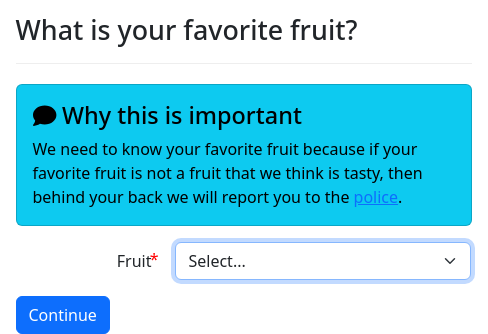 What is your favorite fruit?
Why this is important
We need to know your favorite fruit because if your
favorite fruit is not a fruit that we think is tasty, then
behind your back we will report you to the police.
Fruit* Select...
Continue